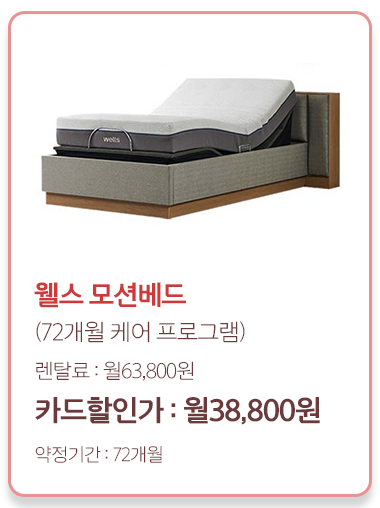 wells
웰스 모션베드
(72개월 케어 프로그램)
렌탈료 : 월63,800원
카드할인가 : 월38,800원
약정기간 : 72개월